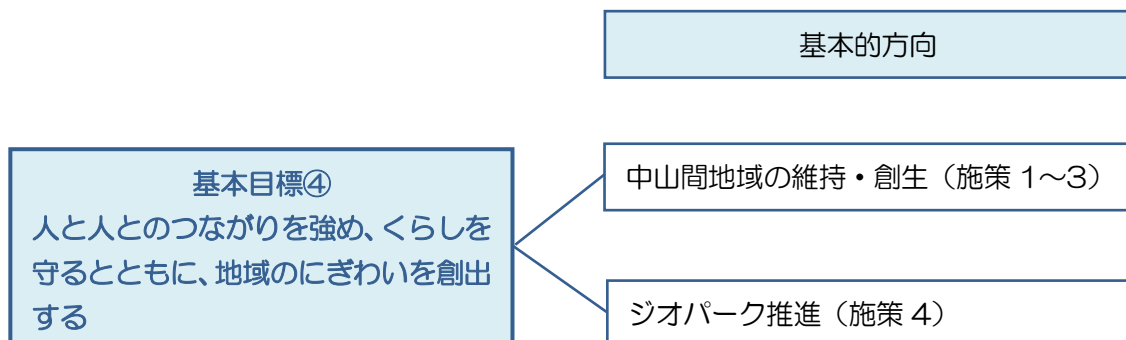 基本的方向
基本目標④
人と人とのつながりを強め、くらしを
守るとともに、地域のにぎわいを創出
する
中山間地域の維持・創生（施策 1～3）
ジオパーク推進（施策 4）